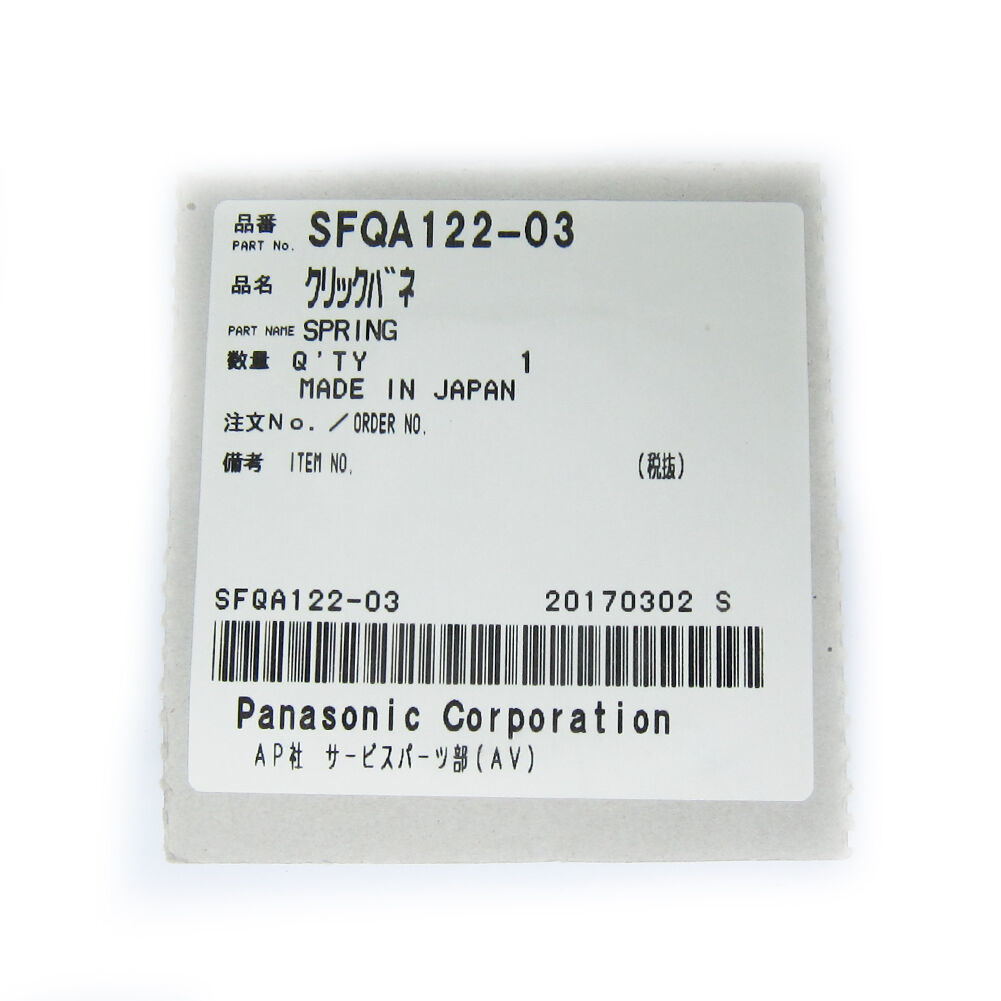 品番 PART No. SFQA122-03
品名 クリックバネ
PART NAME SPRING
数量 Q'TY 1
MADE IN JAPAN
注文No.／ORDER NO.
備考 ITEM NO. (税抜)
SFQA122-03 20170302 S
Panasonic Corporation
AP社 サービスパーツ部(AV)